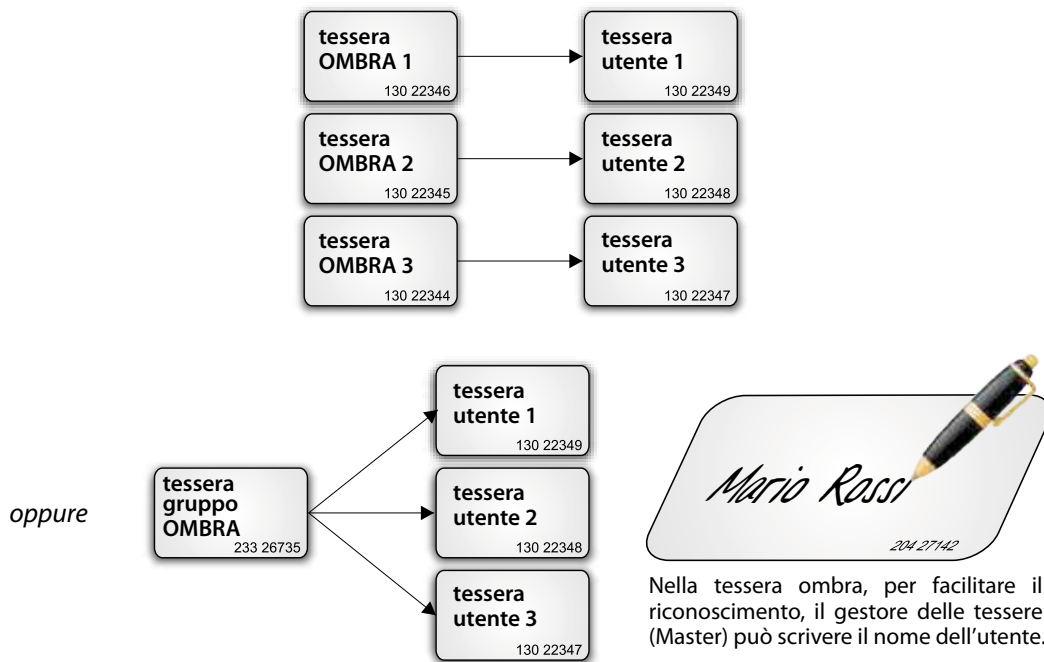 tessera
OMBRA 1
130 22346
tessera
utente 1
130 22349
tessera
OMBRA 2
130 22345
tessera
utente 2
130 22348
tessera
OMBRA 3
130 22344
tessera
utente 3
130 22347
oppure
tessera
gruppo
OMBRA
233 26735
tessera
utente 1
130 22349
tessera
utente 2
130 22348
tessera
utente 3
130 22347
Mario Rossi
204 27142
Nella tessera ombra, per facilitare il
riconoscimento, il gestore delle tessere
(Master) può scrivere il nome dell'utente.